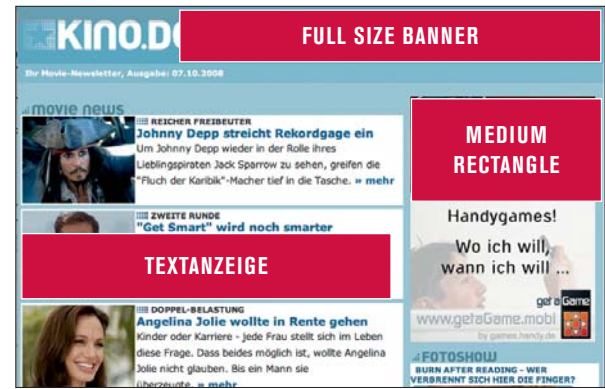 KINO.D
FULL SIZE BANNER
Ihr Movie-Newsletter, Ausgabe: 07.10.2008
movie news
REICHER FREIBEUTER
Johnny Depp streicht Rekordgage ein
Um Johnny Depp wieder in der Rolle ihres
Lieblingspiraten Jack Sparrow zu sehen, greifen die
"Fluch der Karibik"-Macher tief in die Tasche. » mehr
ZWEITE RUNDE
"Get Smart" wird noch smarter
TEXTANZEIGE
DOPPEL-BELASTUNG
Angelina Jolie wollte in Rente gehen
Kinder oder Karriere - jede Frau stellt sich im Leben
diese Frage. Dass beides möglich ist, wollte Angelina
Jolie nicht glauben. Bis ein Mann sie
überzeugte. » mehr
MEDIUM
RECTANGLE
Handygames!
Wo ich will,
wann ich will ...
get a Game
www.getaGame.mobi
by games.handy.de
FOTOSHOW
BURN AFTER READING - WER
VERBRENNT SICH HIER DIE FINGER?